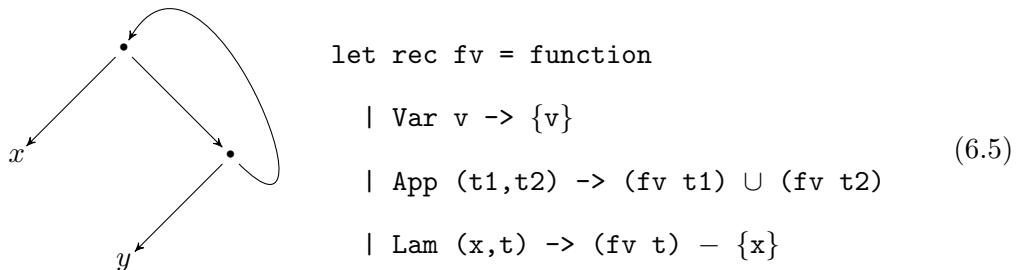 let rec fv = function
x
| Var v -> {v}
(6.5)
| App (t1,t2) -> (fv t1) ∪ (fv t2)
| Lam (x,t) -> (fv t) − {x}
y